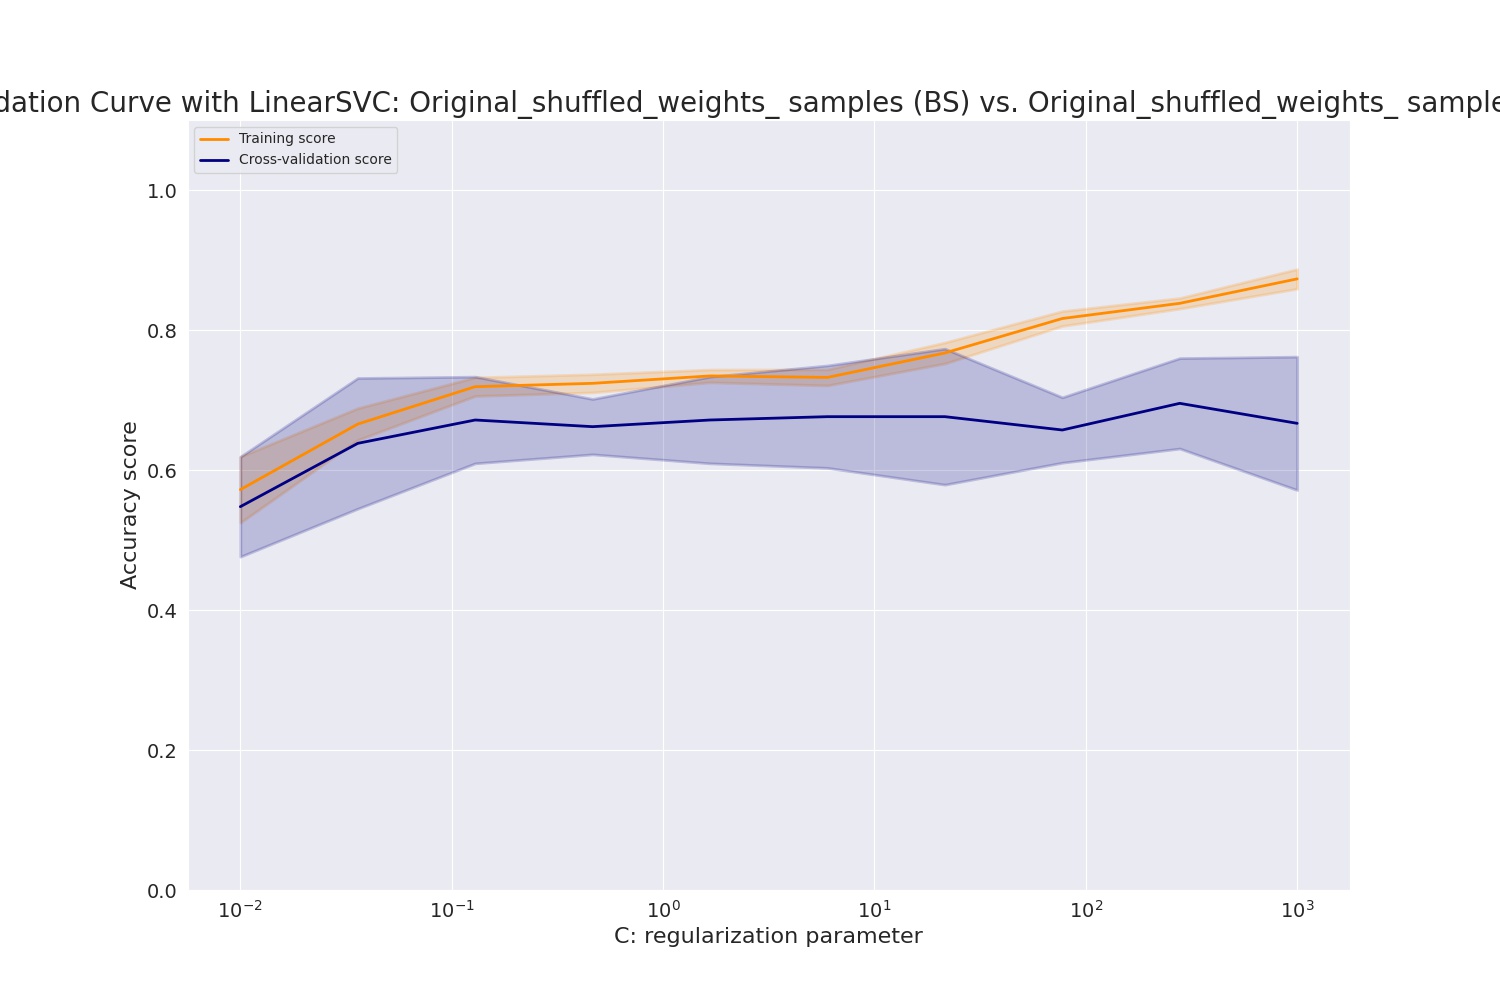 dation Curve with LinearSVC: Original_shuffled_weights_ samples (BS) vs. Original_shuffled_weights_ sample
Training score
Cross-validation score
1.0
0.8
0.6
0.4
0.2
0.0
Accuracy score
10⁻² 10⁻¹ 10⁰ 10¹ 10² 10³
C: regularization parameter